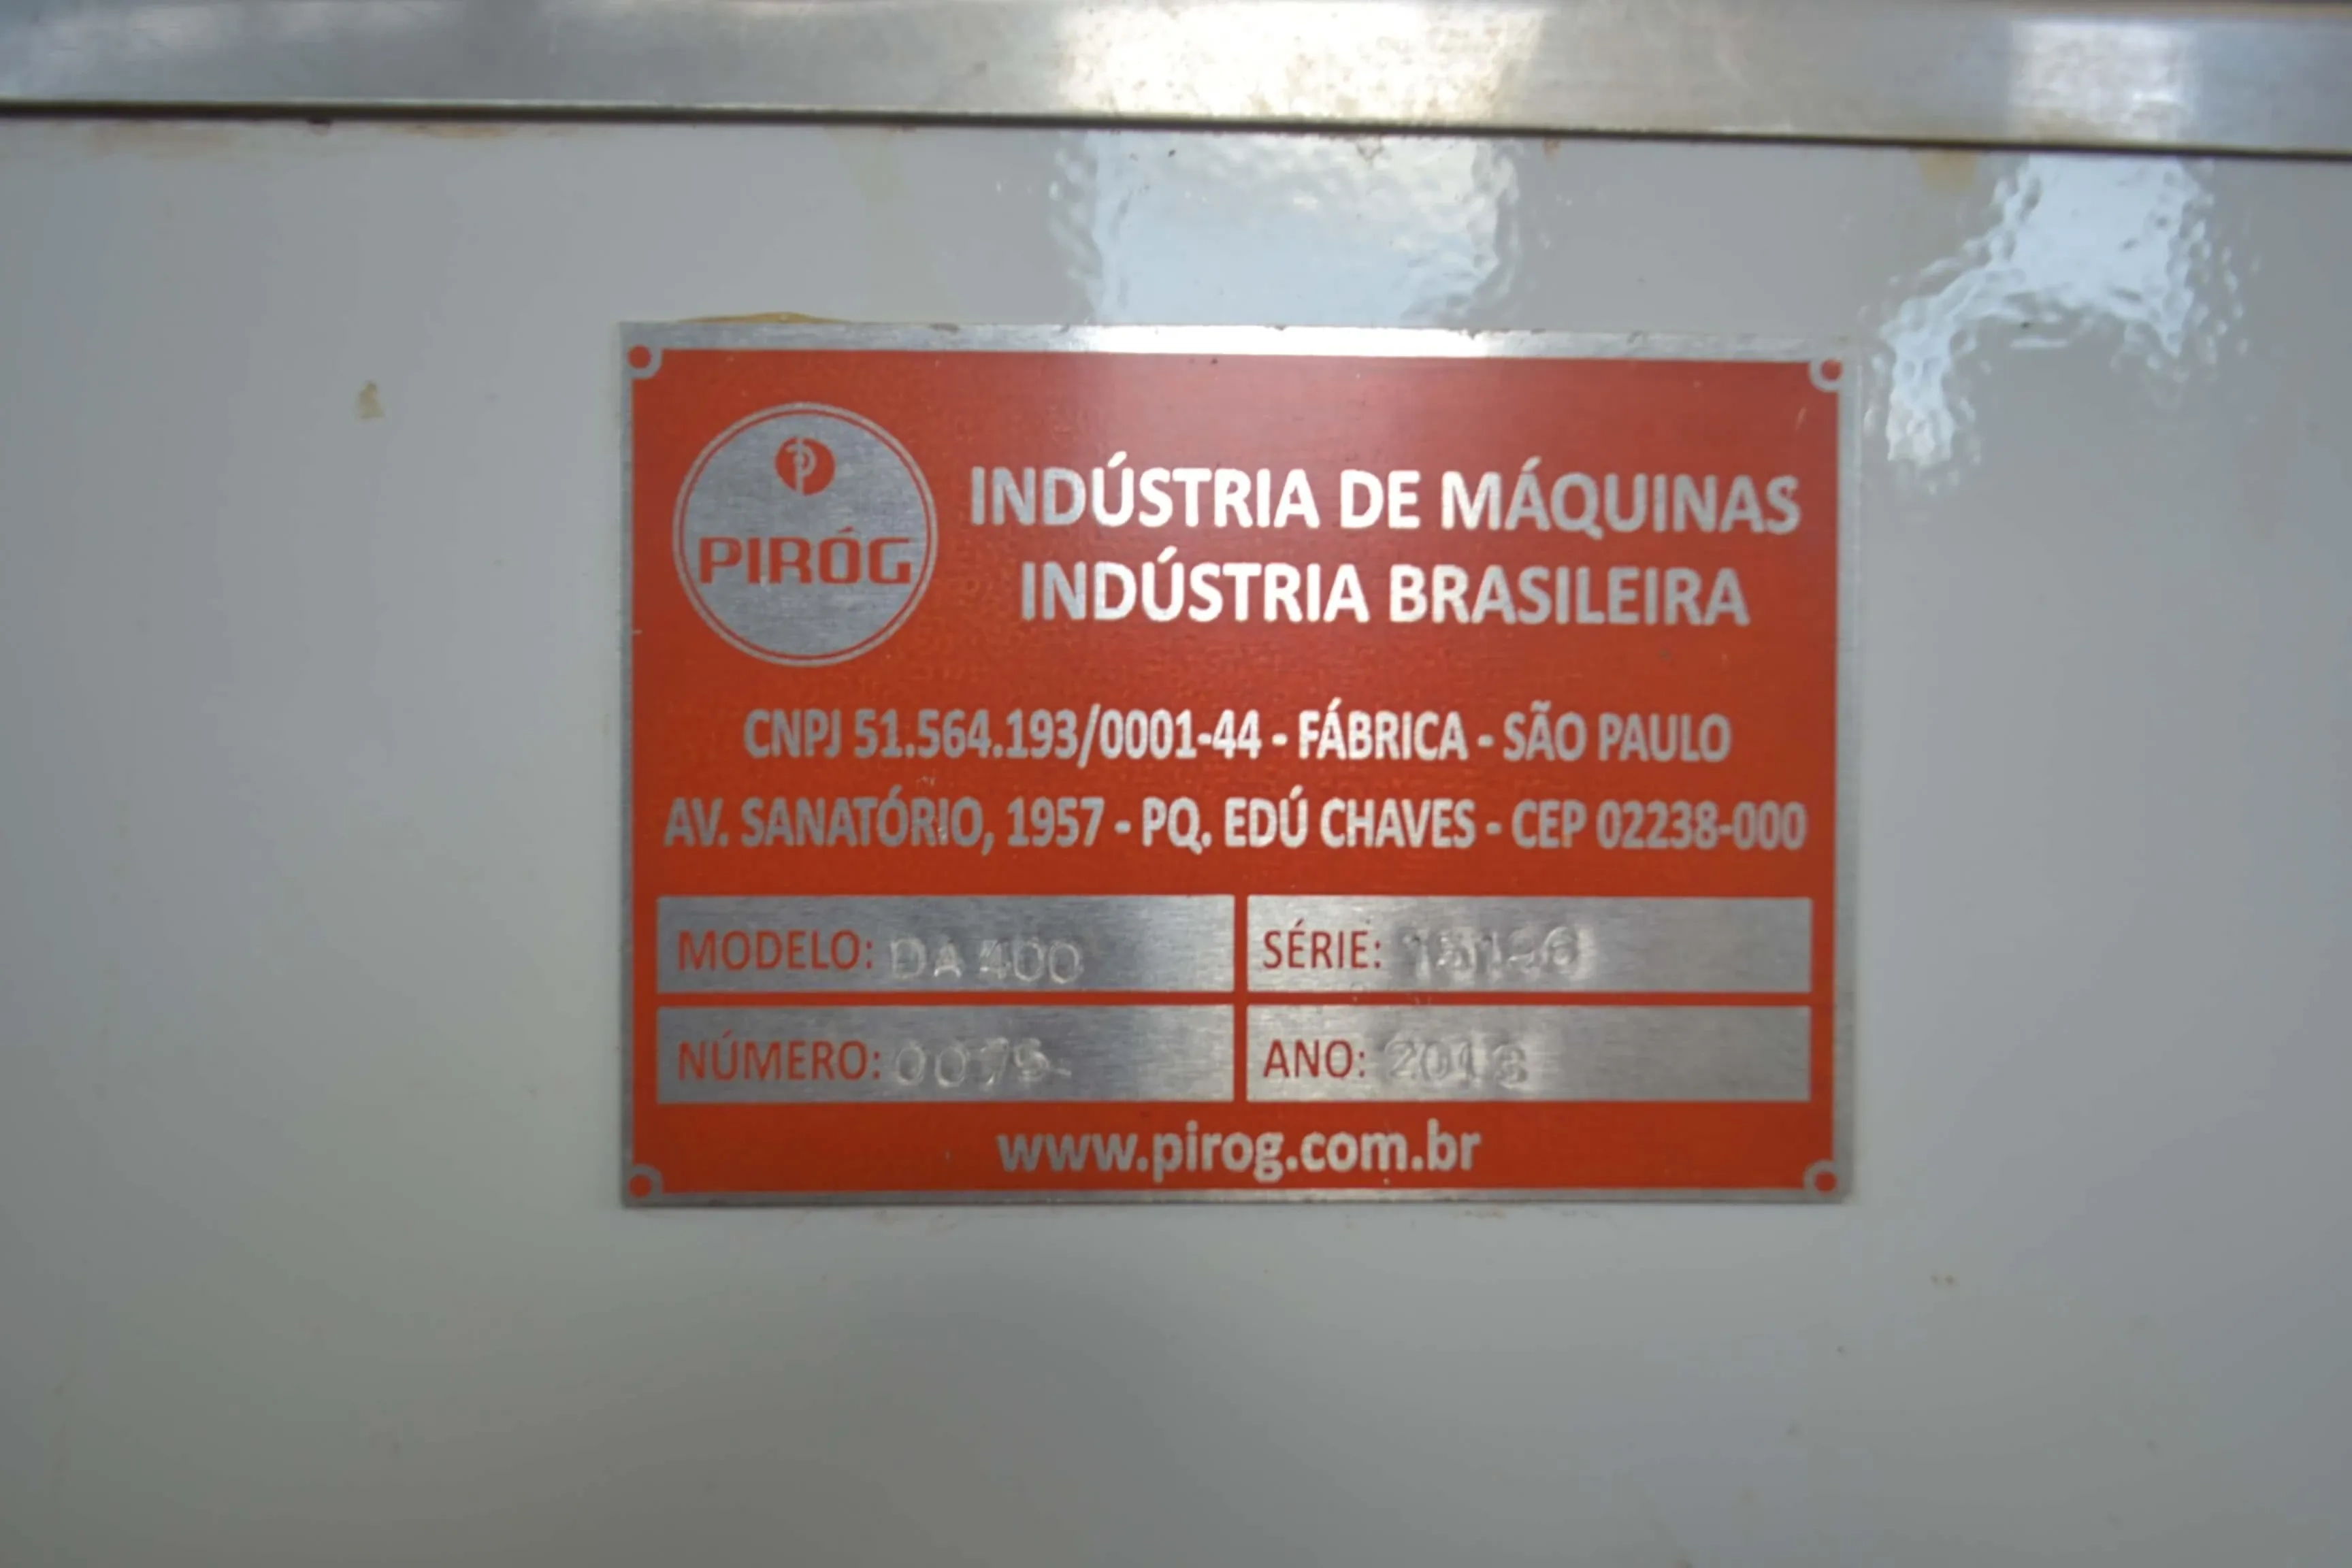 PIRÓG
INDÚSTRIA DE MÁQUINAS
INDÚSTRIA BRASILEIRA
CNPJ 51.564.193/0001-44 - FÁBRICA - SÃO PAULO
AV. SANATÓRIO, 1957 - PQ. EDÚ CHAVES - CEP 02238-000
MODELO: DA 400
SÉRIE:
NÚMERO:
ANO: 2013
www.pirog.com.br